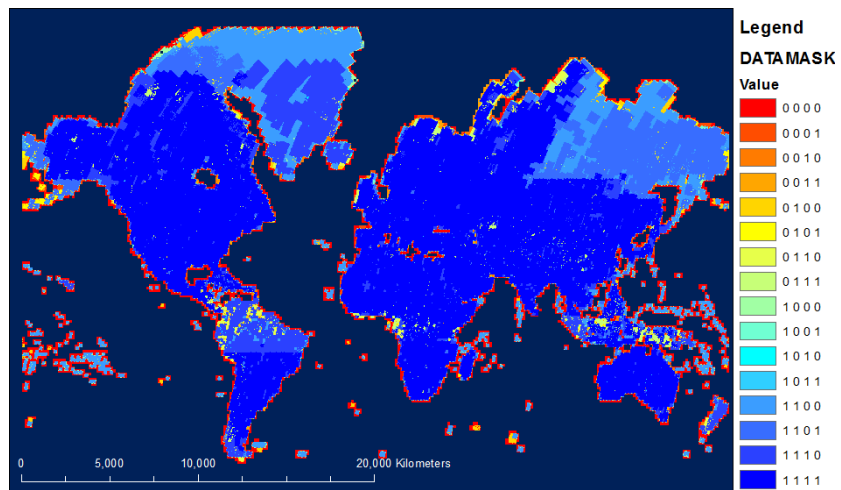 Legend
DATAMASK
Value
0 0 0 0
0 0 0 1
0 0 1 0
0 0 1 1
0 1 0 0
0 1 0 1
0 1 1 0
0 1 1 1
1 0 0 0
1 0 0 1
1 0 1 0
1 0 1 1
1 1 0 0
1 1 0 1
1 1 1 0
1 1 1 1
0 5,000 10,000 20,000 Kilometers